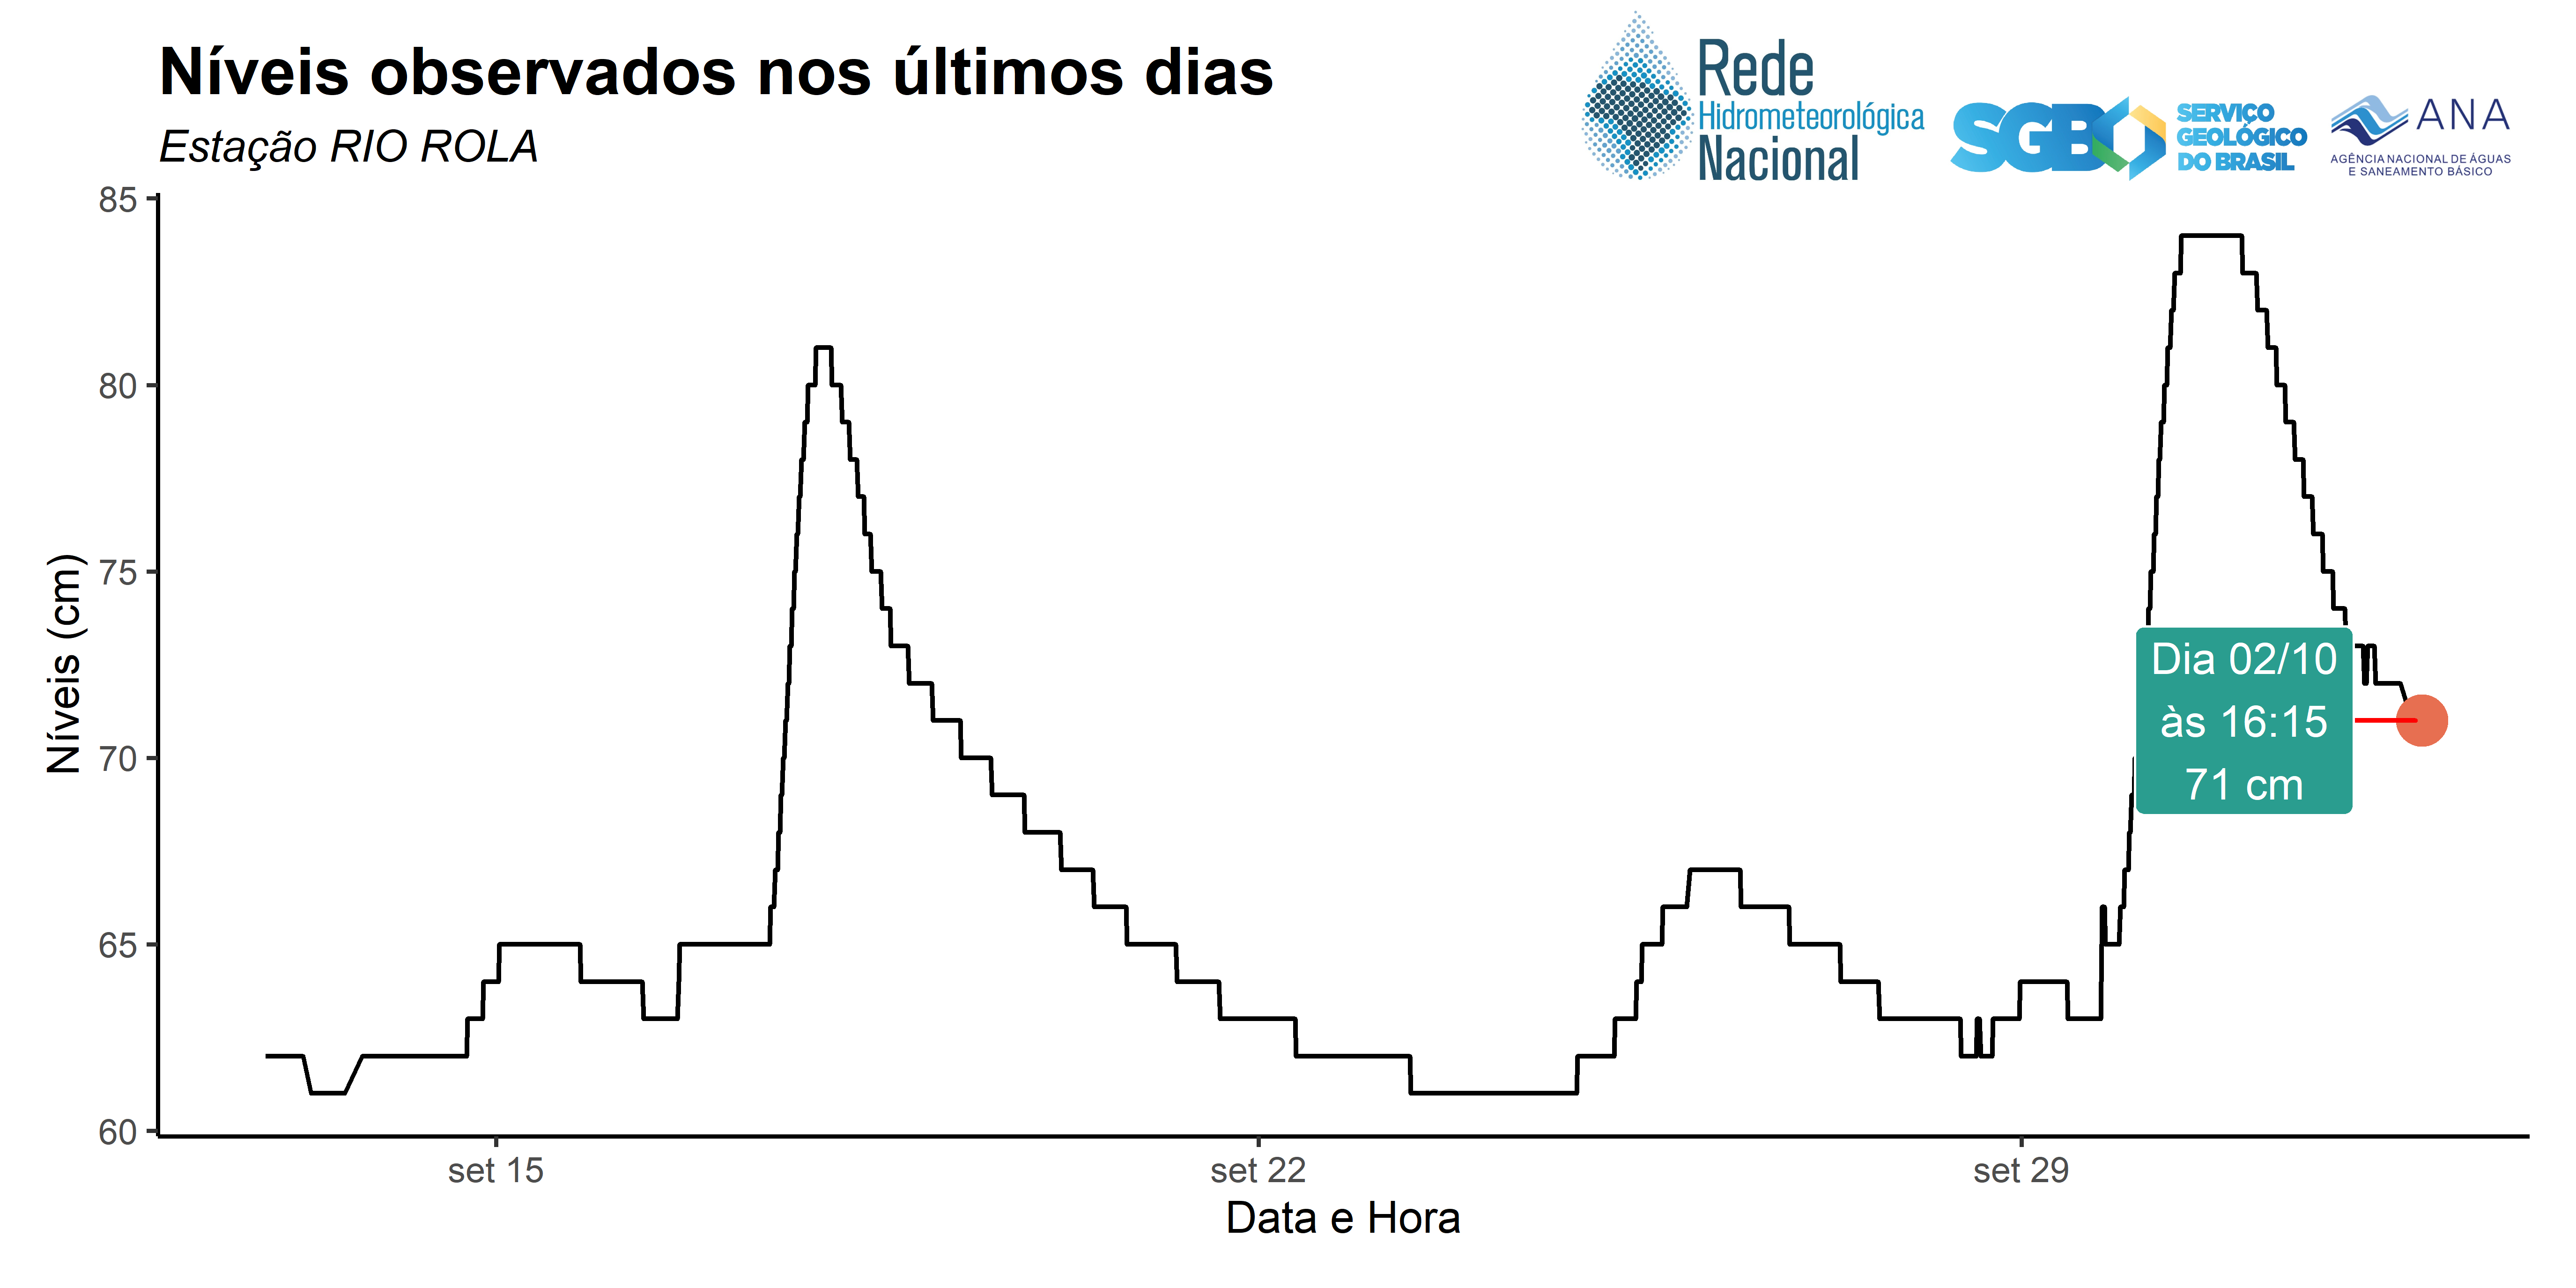 Níveis observados nos últimos dias
Estação RIO ROLA
Rede
Hidrometeorológica
Nacional
SGB
SERVIÇO
GEOLÓGICO
DO BRASIL
ANA
AGÊNCIA NACIONAL DE ÁGUAS
E SANEAMENTO BÁSICO
Níveis (cm)
85
80
75
70
65
60
Dia 02/10
às 16:15
71 cm
set 15
set 22
set 29
Data e Hora